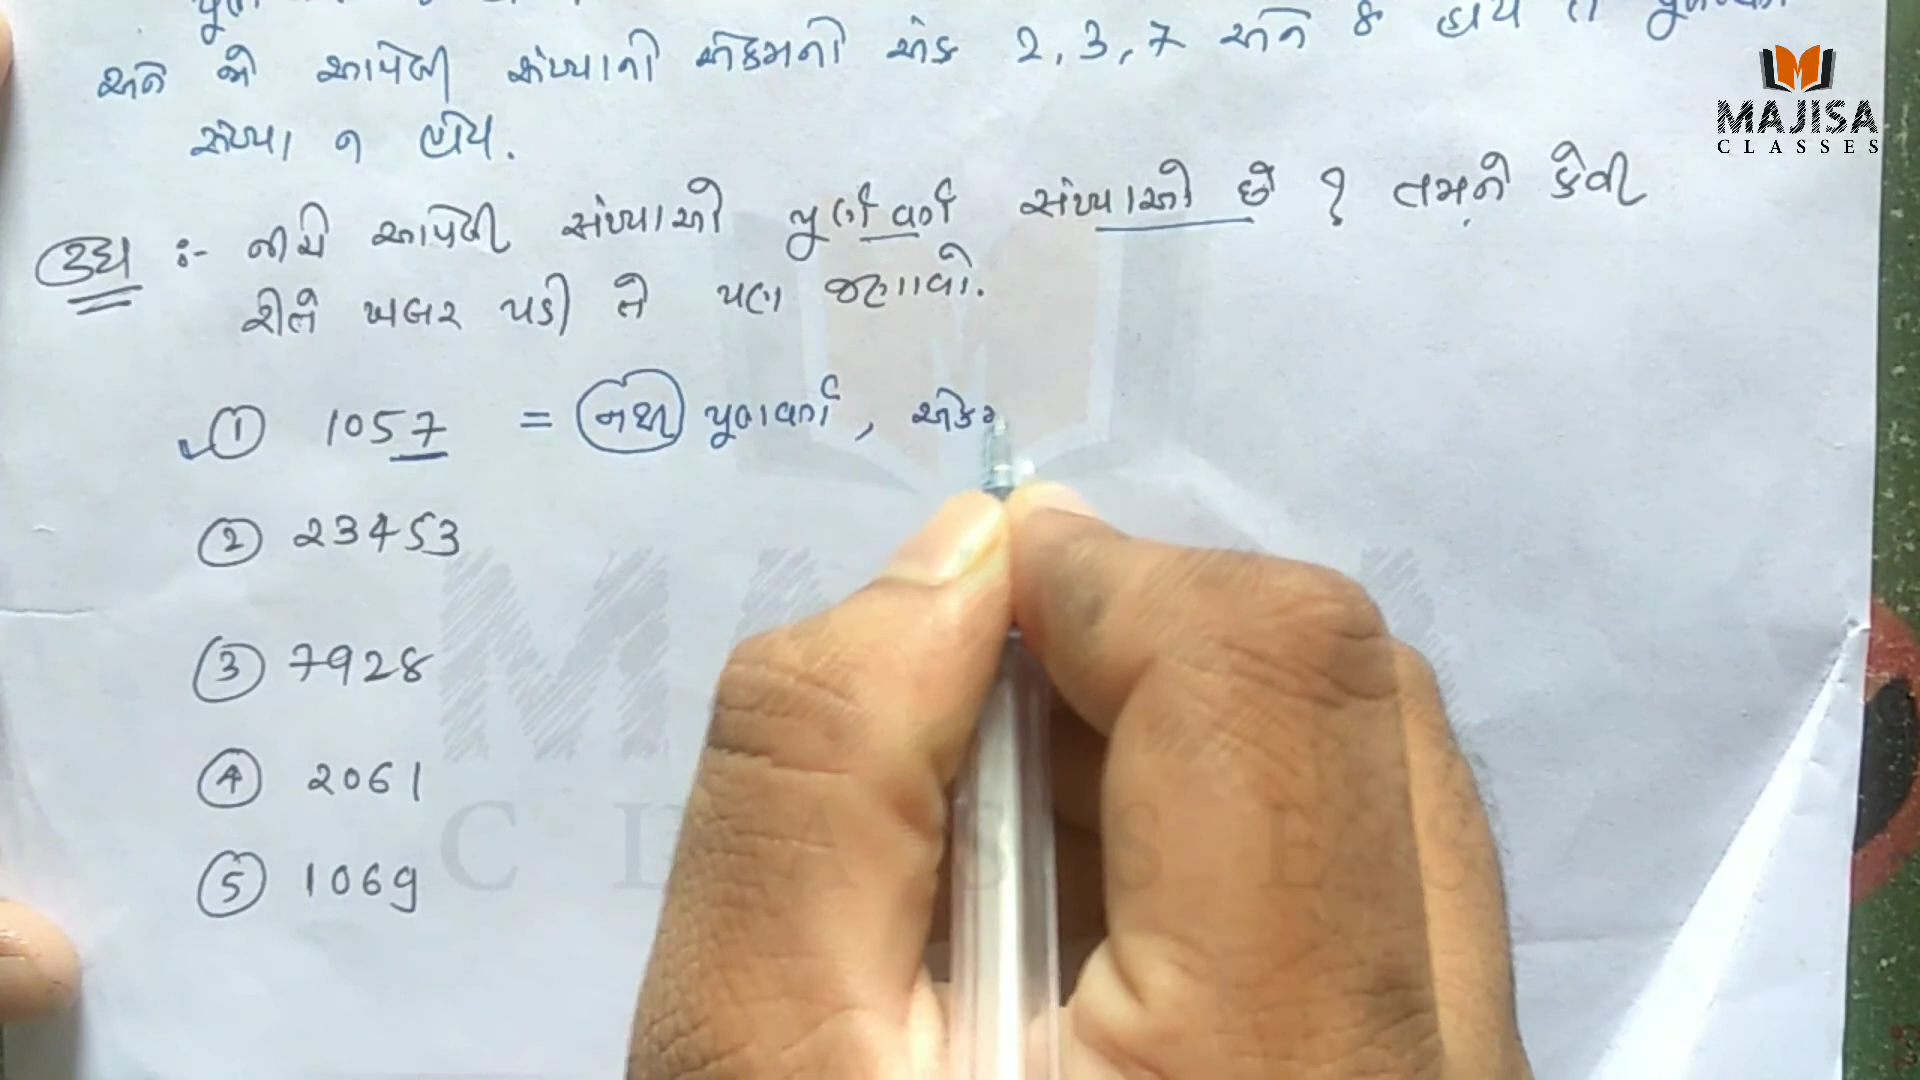 અને જો આપેલી સંખ્યાનો એકમનો અંક 2, 3, 7 અને 8 હોય તો
સંખ્યા ન હોય.
ઉદા :- નીચે આપેલી સંખ્યાઓ પૂર્ણવર્ગ સંખ્યાઓ છે ? તમને કેવી
રીતે ખબર પડી તે પણ જણાવો.
① 1057 = નથી પૂર્ણવર્ગ, એકમ
② 23453
③ 7928
④ 2061
⑤ 1069
MAJISA
CLASSES